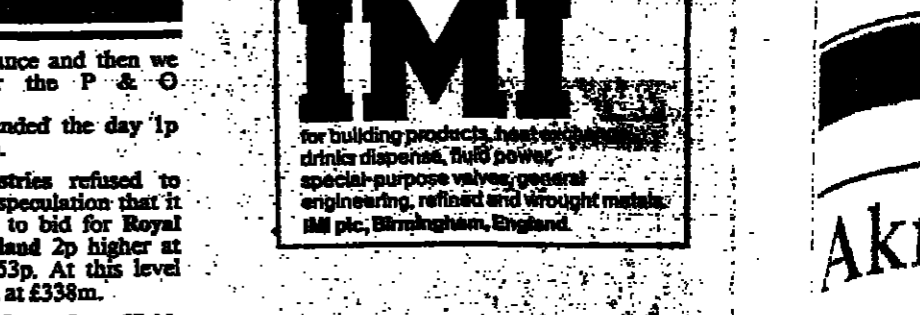 ance and then we
the P & O
nded the day 1p
stries refused to
speculation that it
to bid for Royal
land 2p higher at
53p. At this level
at £338m.
IMI
for building products, heat exchange,
drinks dispense, fluid power,
special-purpose valves, general
engineering, refined and wrought metals.
IMI plc, Birmingham, England.
Ak